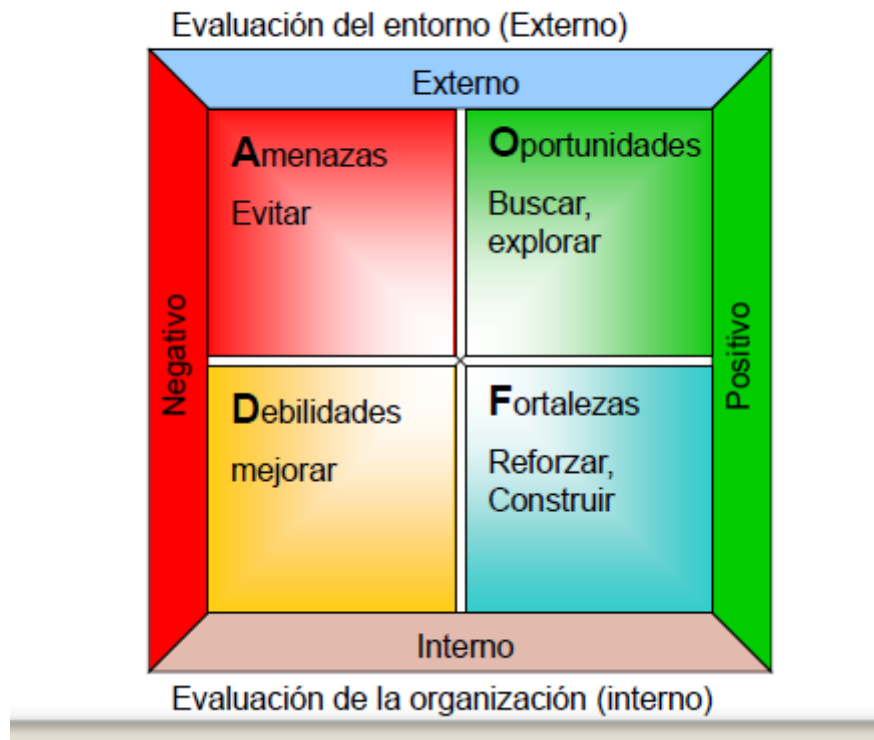 Evaluación del entorno (Externo)
Externo
Amenazas
Evitar
Oportunidades
Buscar,
explorar
Negativo
Positivo
Debilidades
mejorar
Fortalezas
Reforzar,
Construir
Interno
Evaluación de la organización (interno)